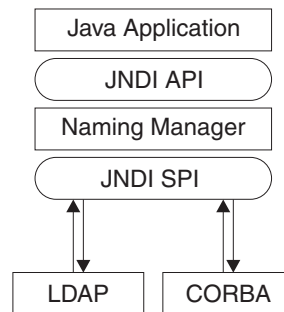 Java Application
JNDI API
Naming Manager
JNDI SPI
LDAP
CORBA